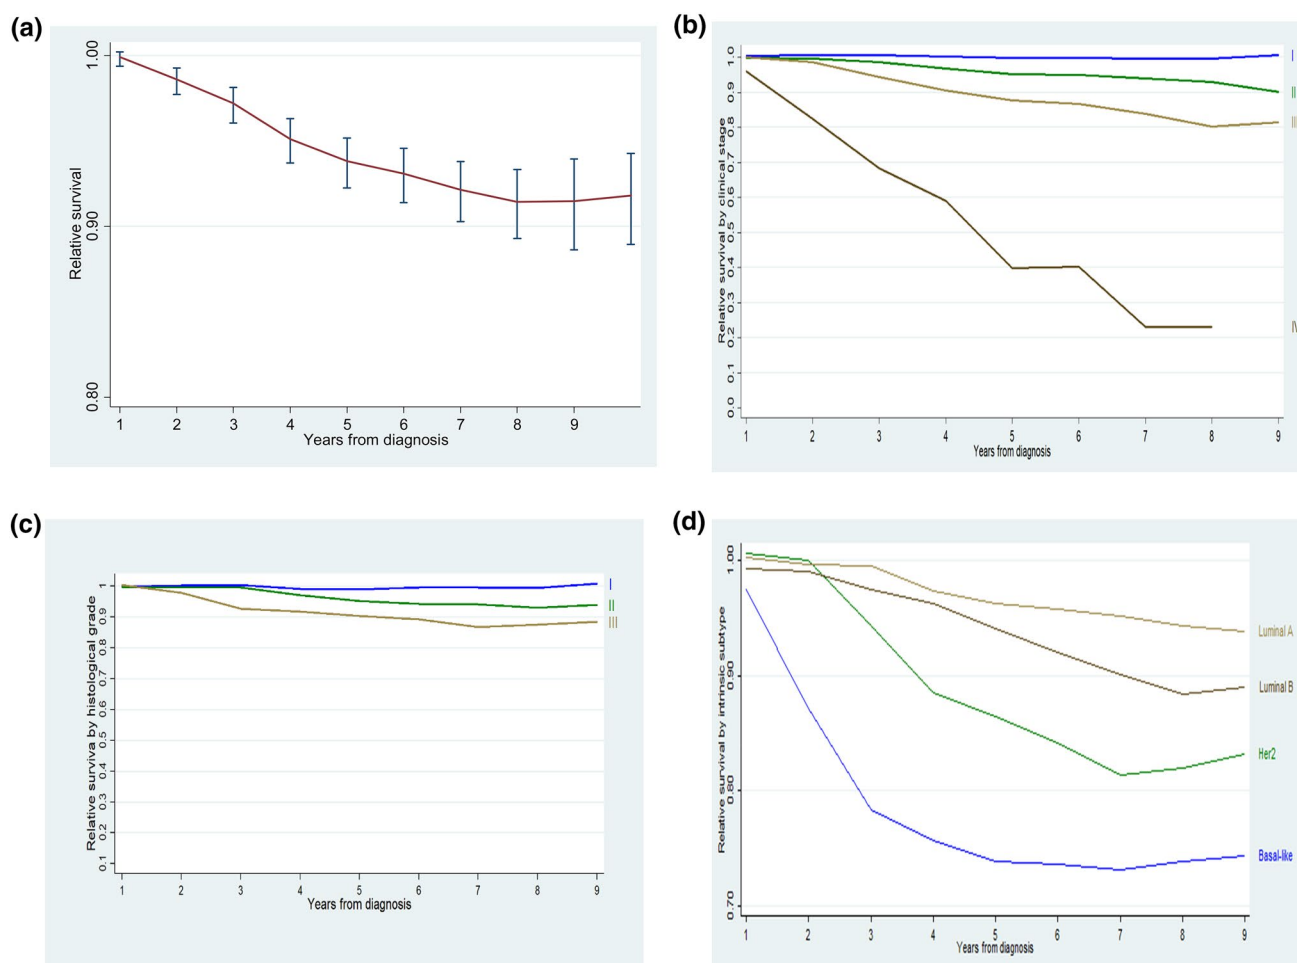 (a)
1.00
0.90
0.80
Relative survival
1 2 3 4 5 6 7 8 9
Years from diagnosis
(b)
1.0
0.9
0.8
0.7
0.6
0.5
0.4
0.3
0.2
0.1
0.0
Relative survival by clinical stage
I
II
III
IV
1 2 3 4 5 6 7 8 9
Years from diagnosis
(c)
1
0.9
0.8
0.7
0.6
0.5
0.4
0.3
0.2
0.1
Relative surviva by histological grade
I
II
III
1 2 3 4 5 6 7 8 9
Years from diagnosis
(d)
1.00
0.90
0.80
0.70
Relative survival by intrinsic subtype
Luminal A
Luminal B
Her2
Basal-like
1 2 3 4 5 6 7 8 9
Years from diagnosis